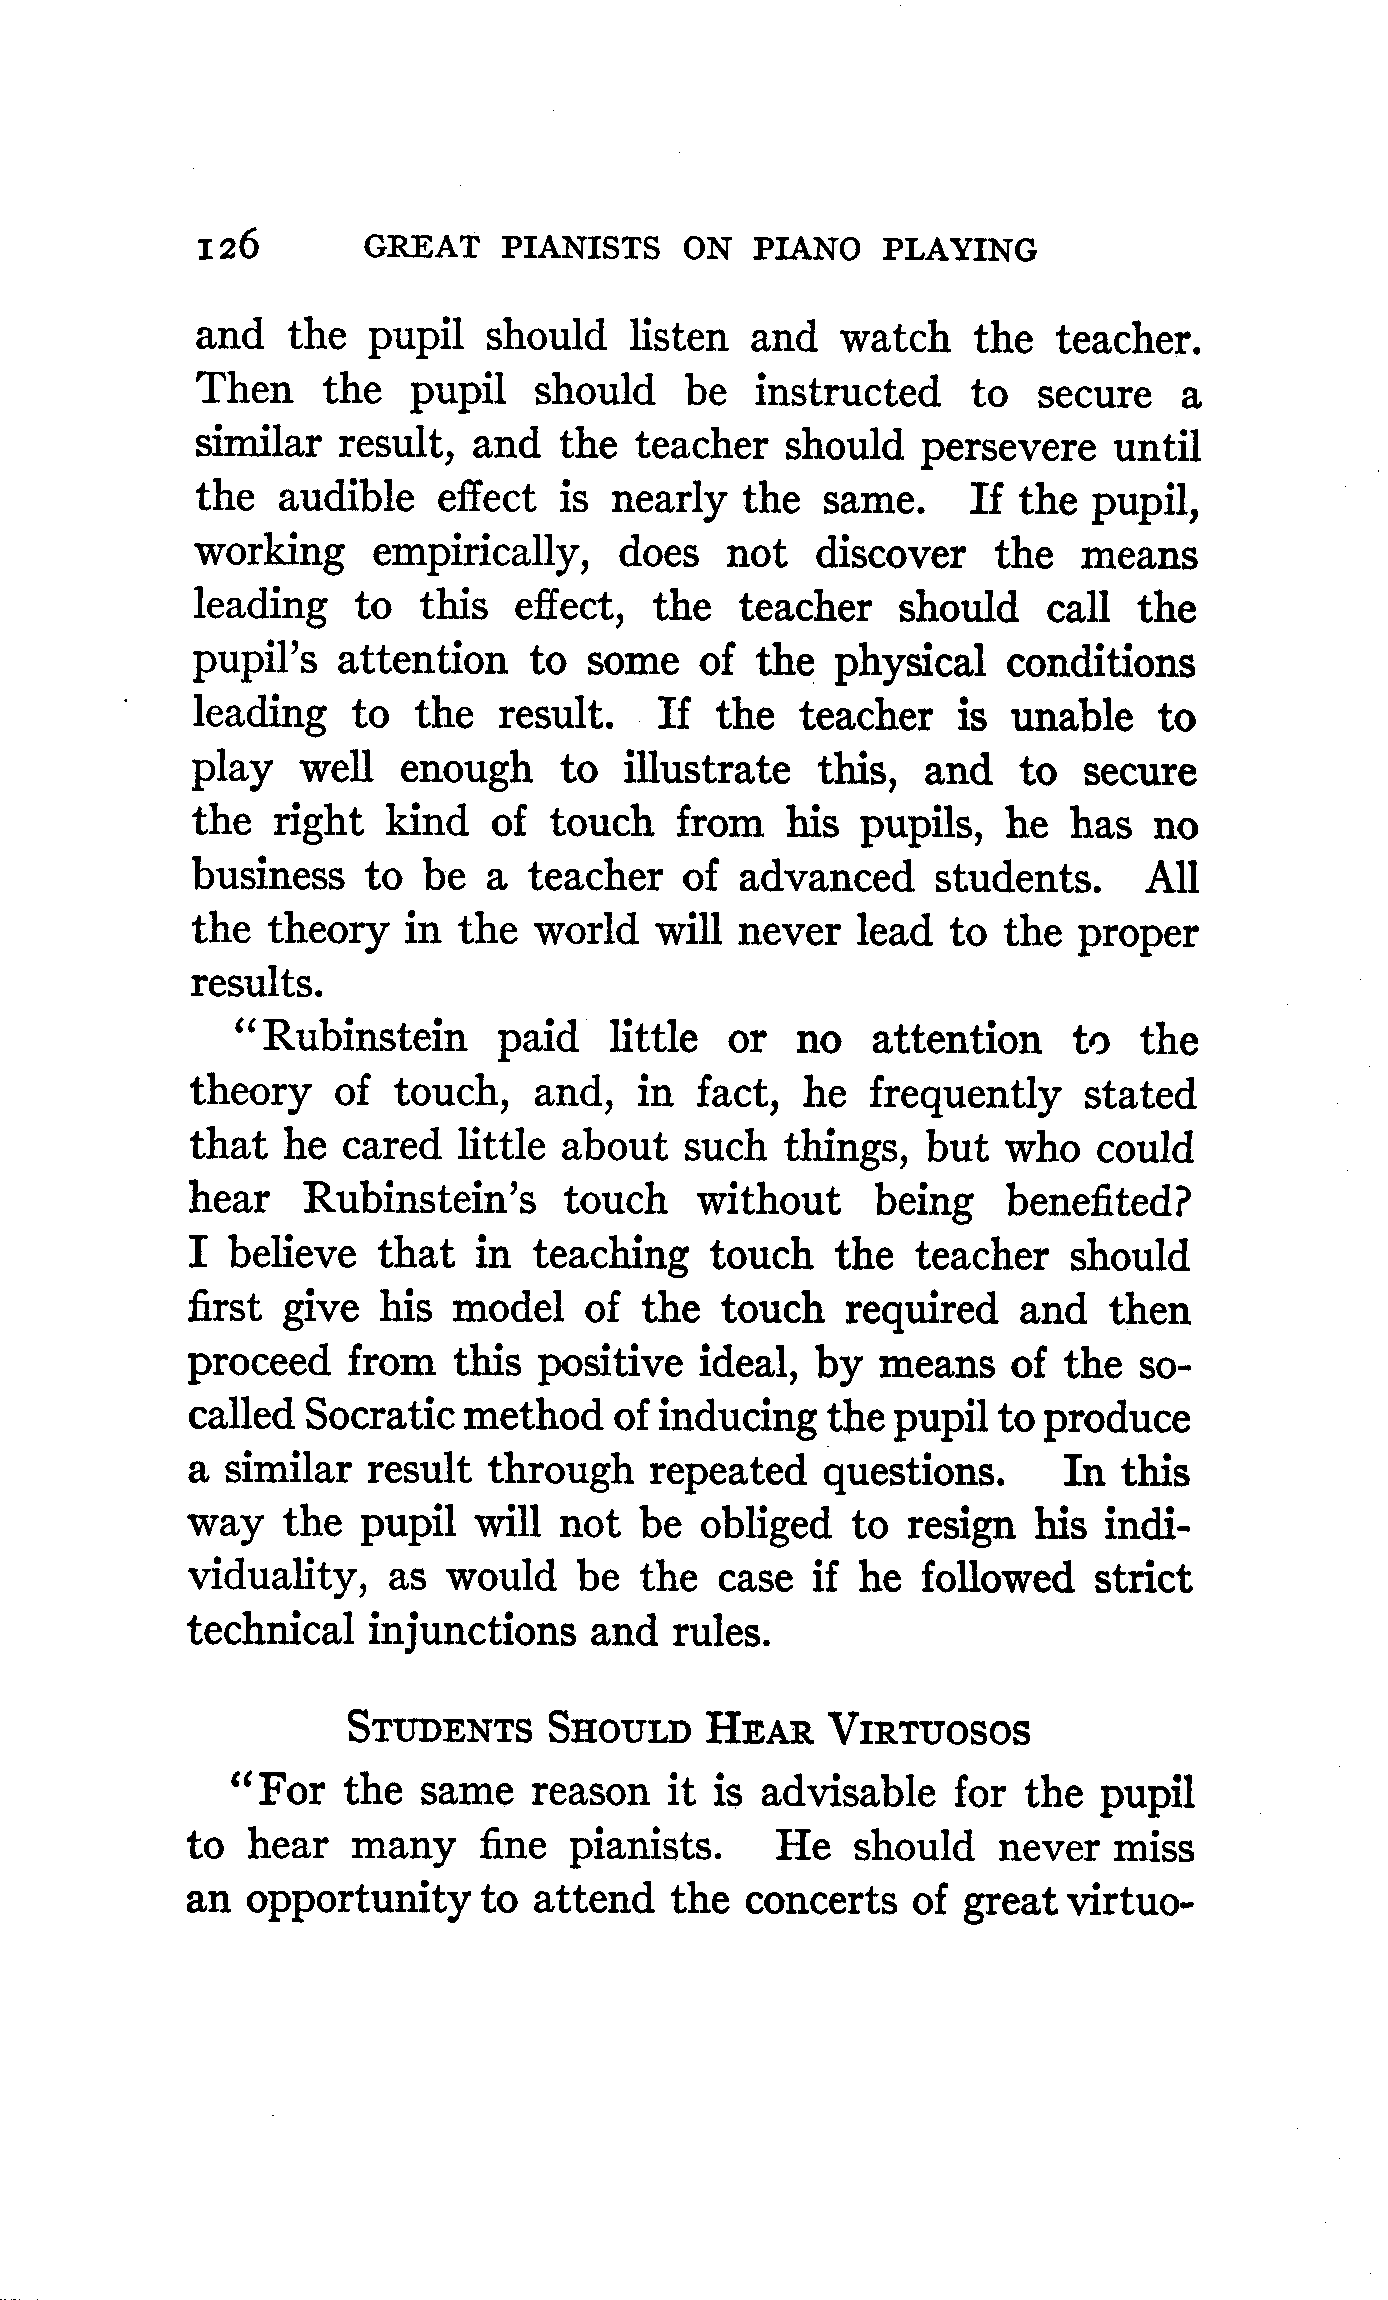 126 GREAT PIANISTS ON PIANO PLAYING
and the pupil should listen and watch the teacher.
Then the pupil should be instructed to secure a
similar result, and the teacher should persevere until
the audible effect is nearly the same. If the pupil,
working empirically, does not discover the means
leading to this effect, the teacher should call the
pupil's attention to some of the physical conditions
leading to the result. If the teacher is unable to
play well enough to illustrate this, and to secure
the right kind of touch from his pupils, he has no
business to be a teacher of advanced students. All
the theory in the world will never lead to the proper
results.
"Rubinstein paid little or no attention to the
theory of touch, and, in fact, he frequently stated
that he cared little about such things, but who could
hear Rubinstein's touch without being benefited?
I believe that in teaching touch the teacher should
first give his model of the touch required and then
proceed from this positive ideal, by means of the so-
called Socratic method of inducing the pupil to produce
a similar result through repeated questions. In this
way the pupil will not be obliged to resign his indi-
viduality, as would be the case if he followed strict
technical injunctions and rules.
STUDENTS SHOULD HEAR VIRTUOSOS
"For the same reason it is advisable for the pupil
to hear many fine pianists. He should never miss
an opportunity to attend the concerts of great virtuo-